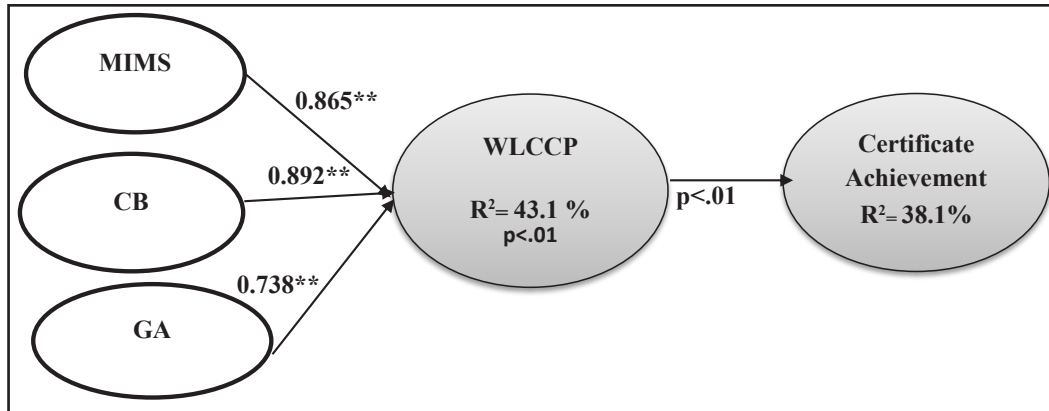 MIMS
0.865**
CB
0.892**
GA
0.738**
WLCCP
R²= 43.1 %
p<.01
p<.01
Certificate
Achievement
R²= 38.1%